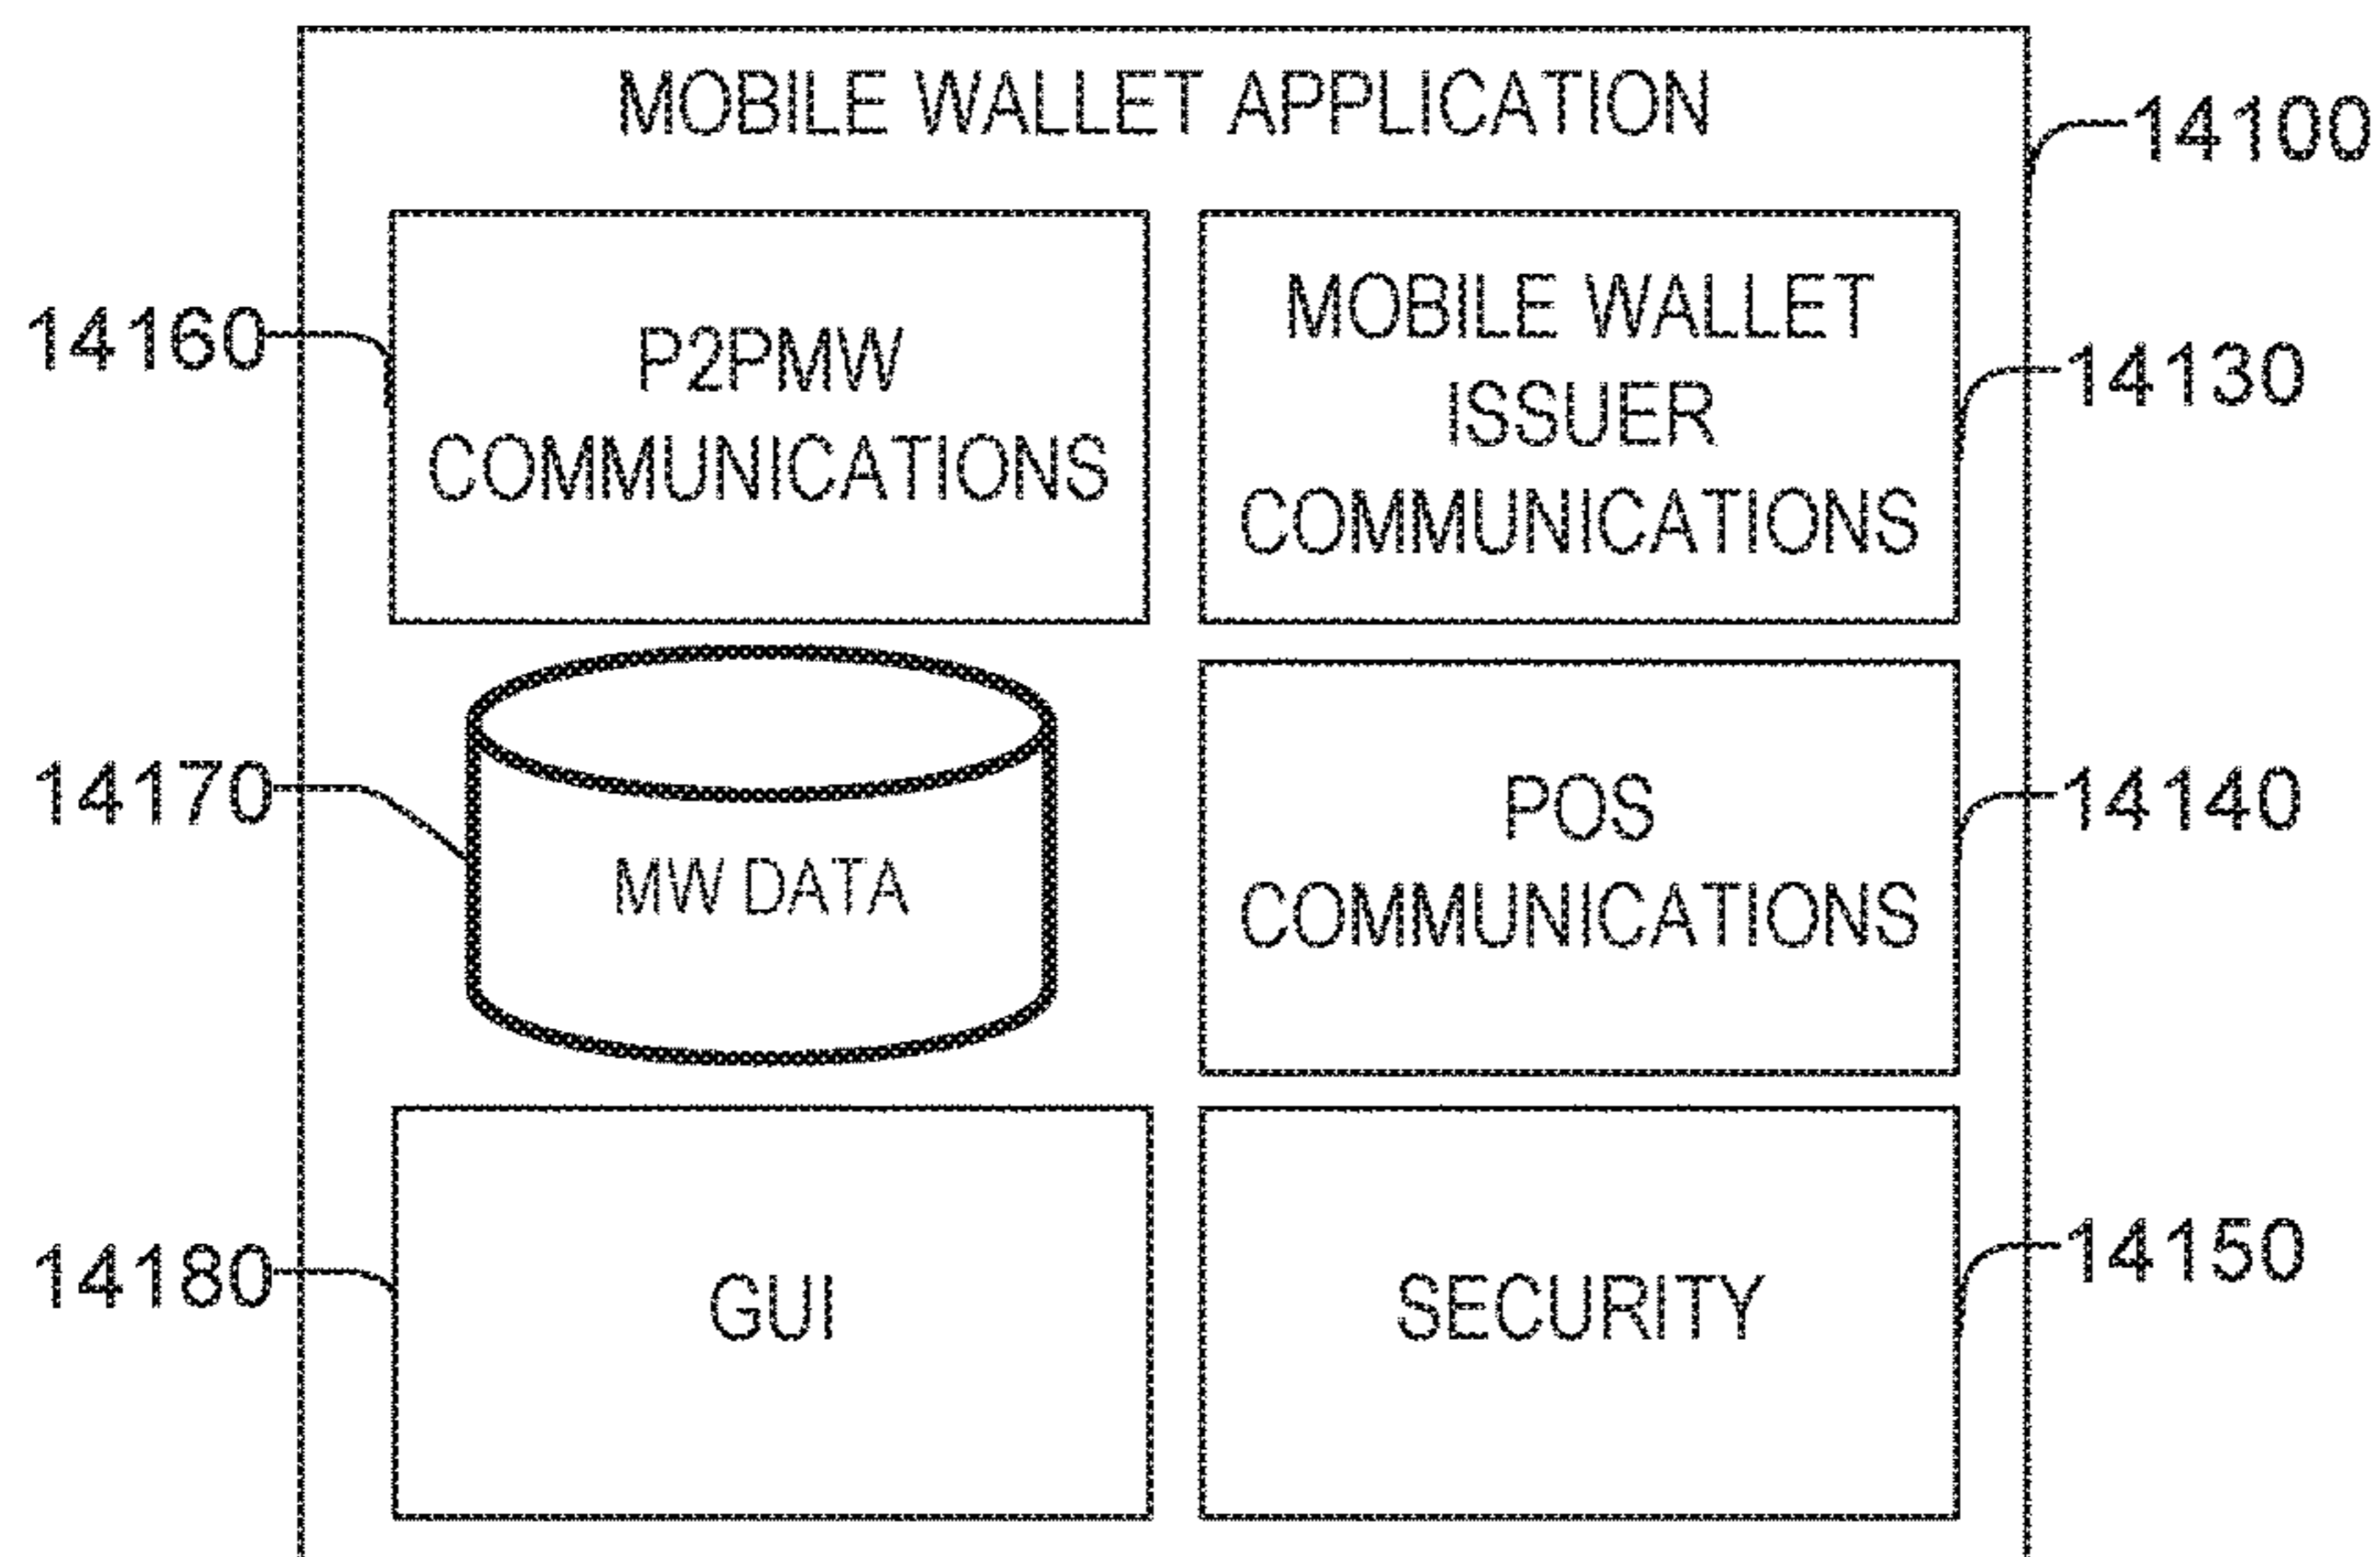 MOBILE WALLET APPLICATION
14100
14160
P2PMW
COMMUNICATIONS
MOBILE WALLET
ISSUER
COMMUNICATIONS
14130
14170
MW DATA
POS
COMMUNICATIONS
14140
14180
GUI
SECURITY
14150